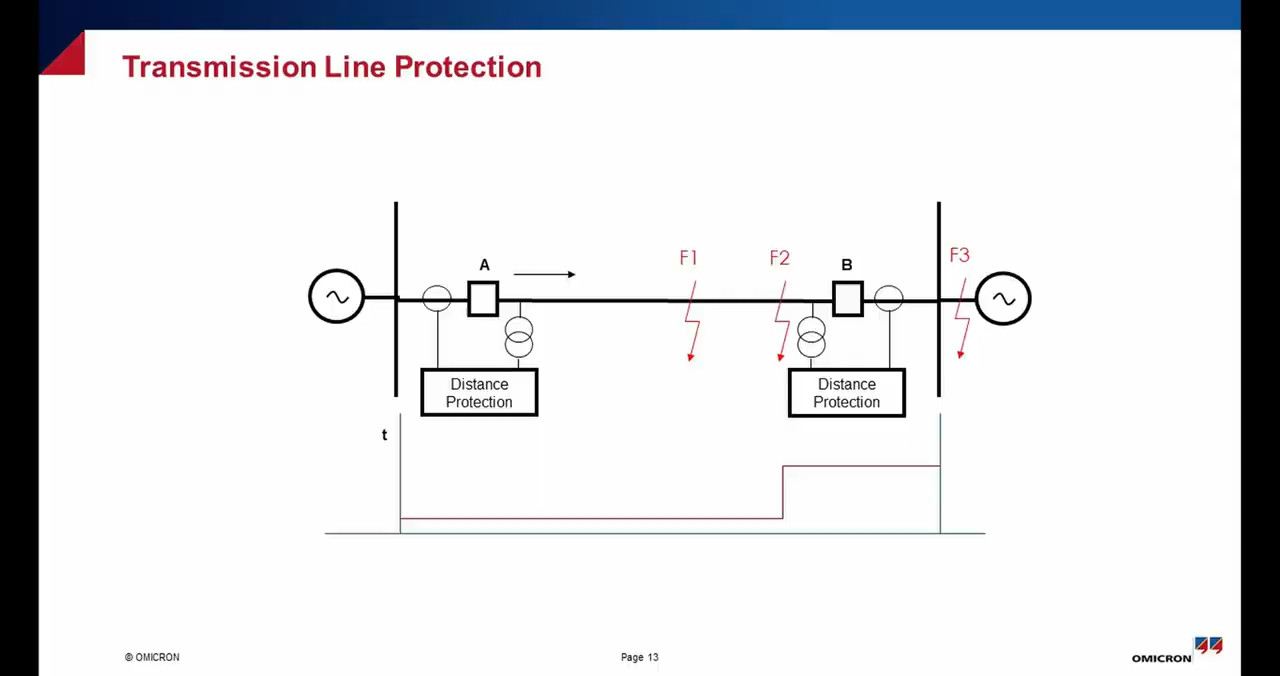 Transmission Line Protection
A
F1
F2
B
F3
Distance
Protection
Distance
Protection
t
© OMICRON
Page 13
OMICRON